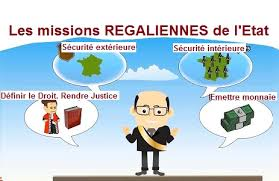 Les missions REGALIENNES de l'Etat
Sécurité extérieure
Sécurité intérieure
Définir le Droit, Rendre Justice
Emettre monnaie